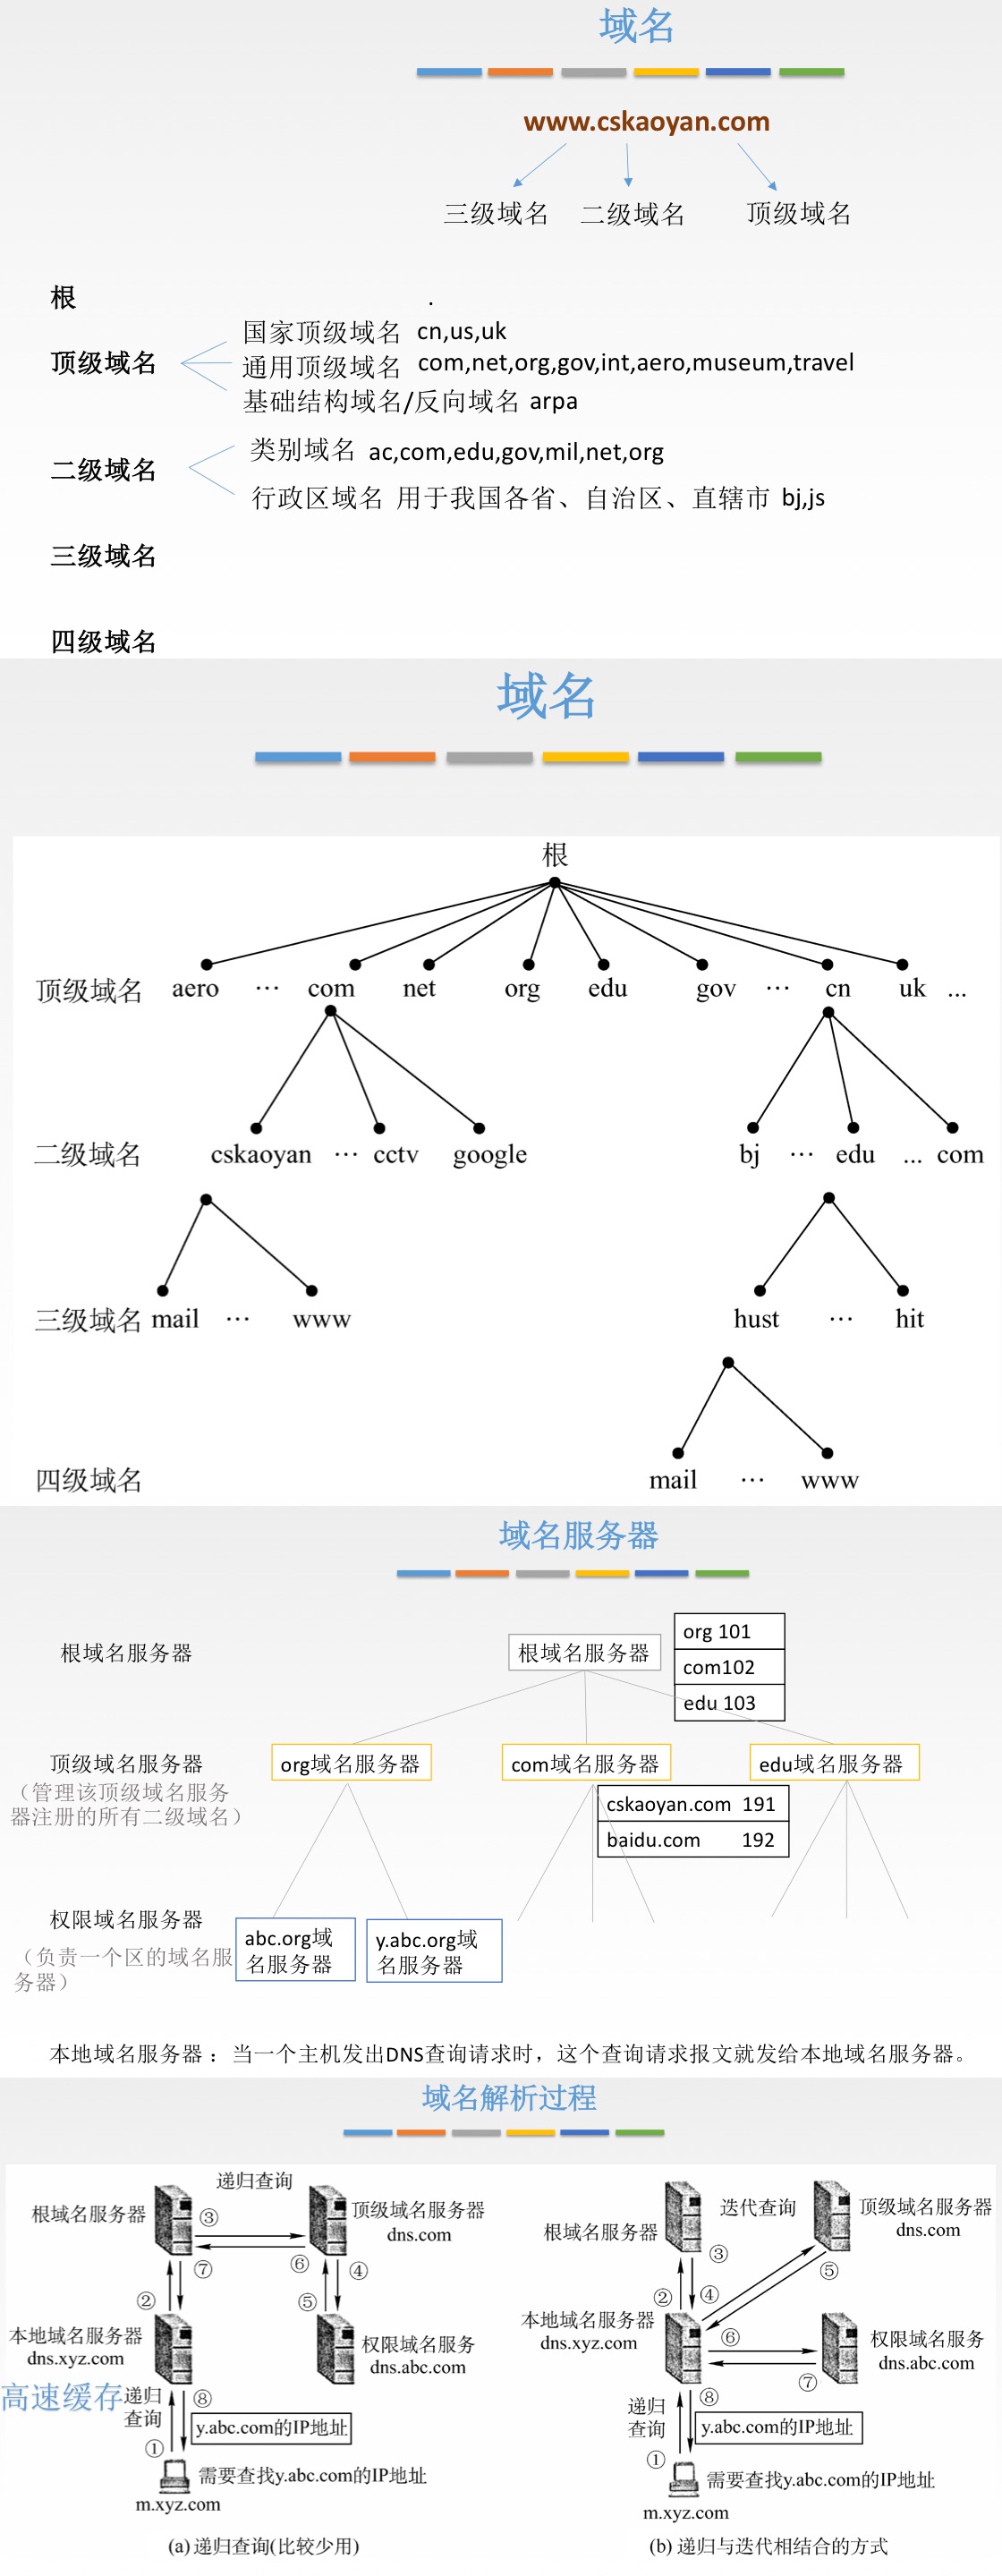 域名
www.cskaoyan.com
三级域名 二级域名 顶级域名
根 .
顶级域名
国家顶级域名 cn,us,uk
通用顶级域名 com,net,org,gov,int,aero,museum,travel
基础结构域名/反向域名 arpa
二级域名
类别域名 ac,com,edu,gov,mil,net,org
行政区域名 用于我国各省、自治区、直辖市 bj,js
三级域名
四级域名
域名
根
顶级域名 aero … com net org edu gov … cn uk ...
二级域名 cskaoyan … cctv google bj … edu ... com
三级域名 mail … www hust … hit
四级域名 mail … www
域名服务器
根域名服务器 根域名服务器
org 101
com102
edu 103
顶级域名服务器
(管理该顶级域名服务
器注册的所有二级域名)
org域名服务器 com域名服务器 edu域名服务器
cskaoyan.com 191
baidu.com 192
权限域名服务器
(负责一个区的域名服
务器)
abc.org域
名服务器
y.abc.org域
名服务器
本地域名服务器：当一个主机发出DNS查询请求时，这个查询请求报文就发给本地域名服务器。
域名解析过程
递归查询
根域名服务器
③
顶级域名服务器
dns.com
⑥
⑦
④
②
⑤
本地域名服务器
dns.xyz.com
权限域名服务
dns.abc.com
高速缓存
递归
查询
⑧
y.abc.com的IP地址
①
需要查找y.abc.com的IP地址
m.xyz.com
(a) 递归查询(比较少用)
迭代查询
根域名服务器
顶级域名服务器
dns.com
③
⑤
②
④
本地域名服务器
dns.xyz.com
⑥
权限域名服务
dns.abc.com
⑦
递归
查询
⑧
y.abc.com的IP地址
①
需要查找y.abc.com的IP地址
m.xyz.com
(b) 递归与迭代相结合的方式